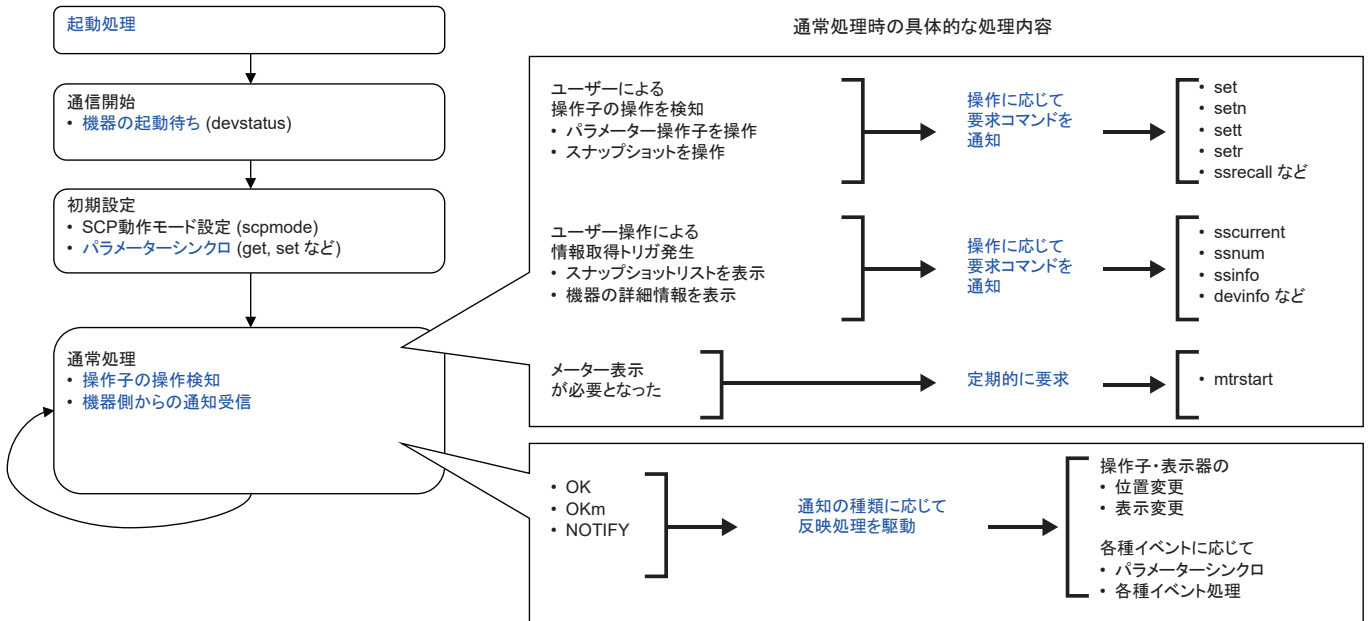 起動処理
通信開始
• 機器の起動待ち (devstatus)
初期設定
• SCP動作モード設定 (scpmode)
• パラメーターシンクロ (get, set など)
通常処理
• 操作子の操作検知
• 機器側からの通知受信
通常処理時の具体的な処理内容
ユーザーによる
操作子の操作を検知
• パラメーター操作子を操作
• スナップショットを操作
操作に応じて
要求コマンドを
通知
• set
• setn
• sett
• setr
• ssrecall など
ユーザー操作による
情報取得トリガ発生
• スナップショットリストを表示
• 機器の詳細情報を表示
操作に応じて
要求コマンドを
通知
• sscurrent
• ssnum
• ssinfo
• devinfo など
メーター表示
が必要となった
定期的に要求
• mtrstart
• OK
• OKm
• NOTIFY
通知の種類に応じて
反映処理を駆動
操作子・表示器の
• 位置変更
• 表示変更
各種イベントに応じて
• パラメーターシンクロ
• 各種イベント処理